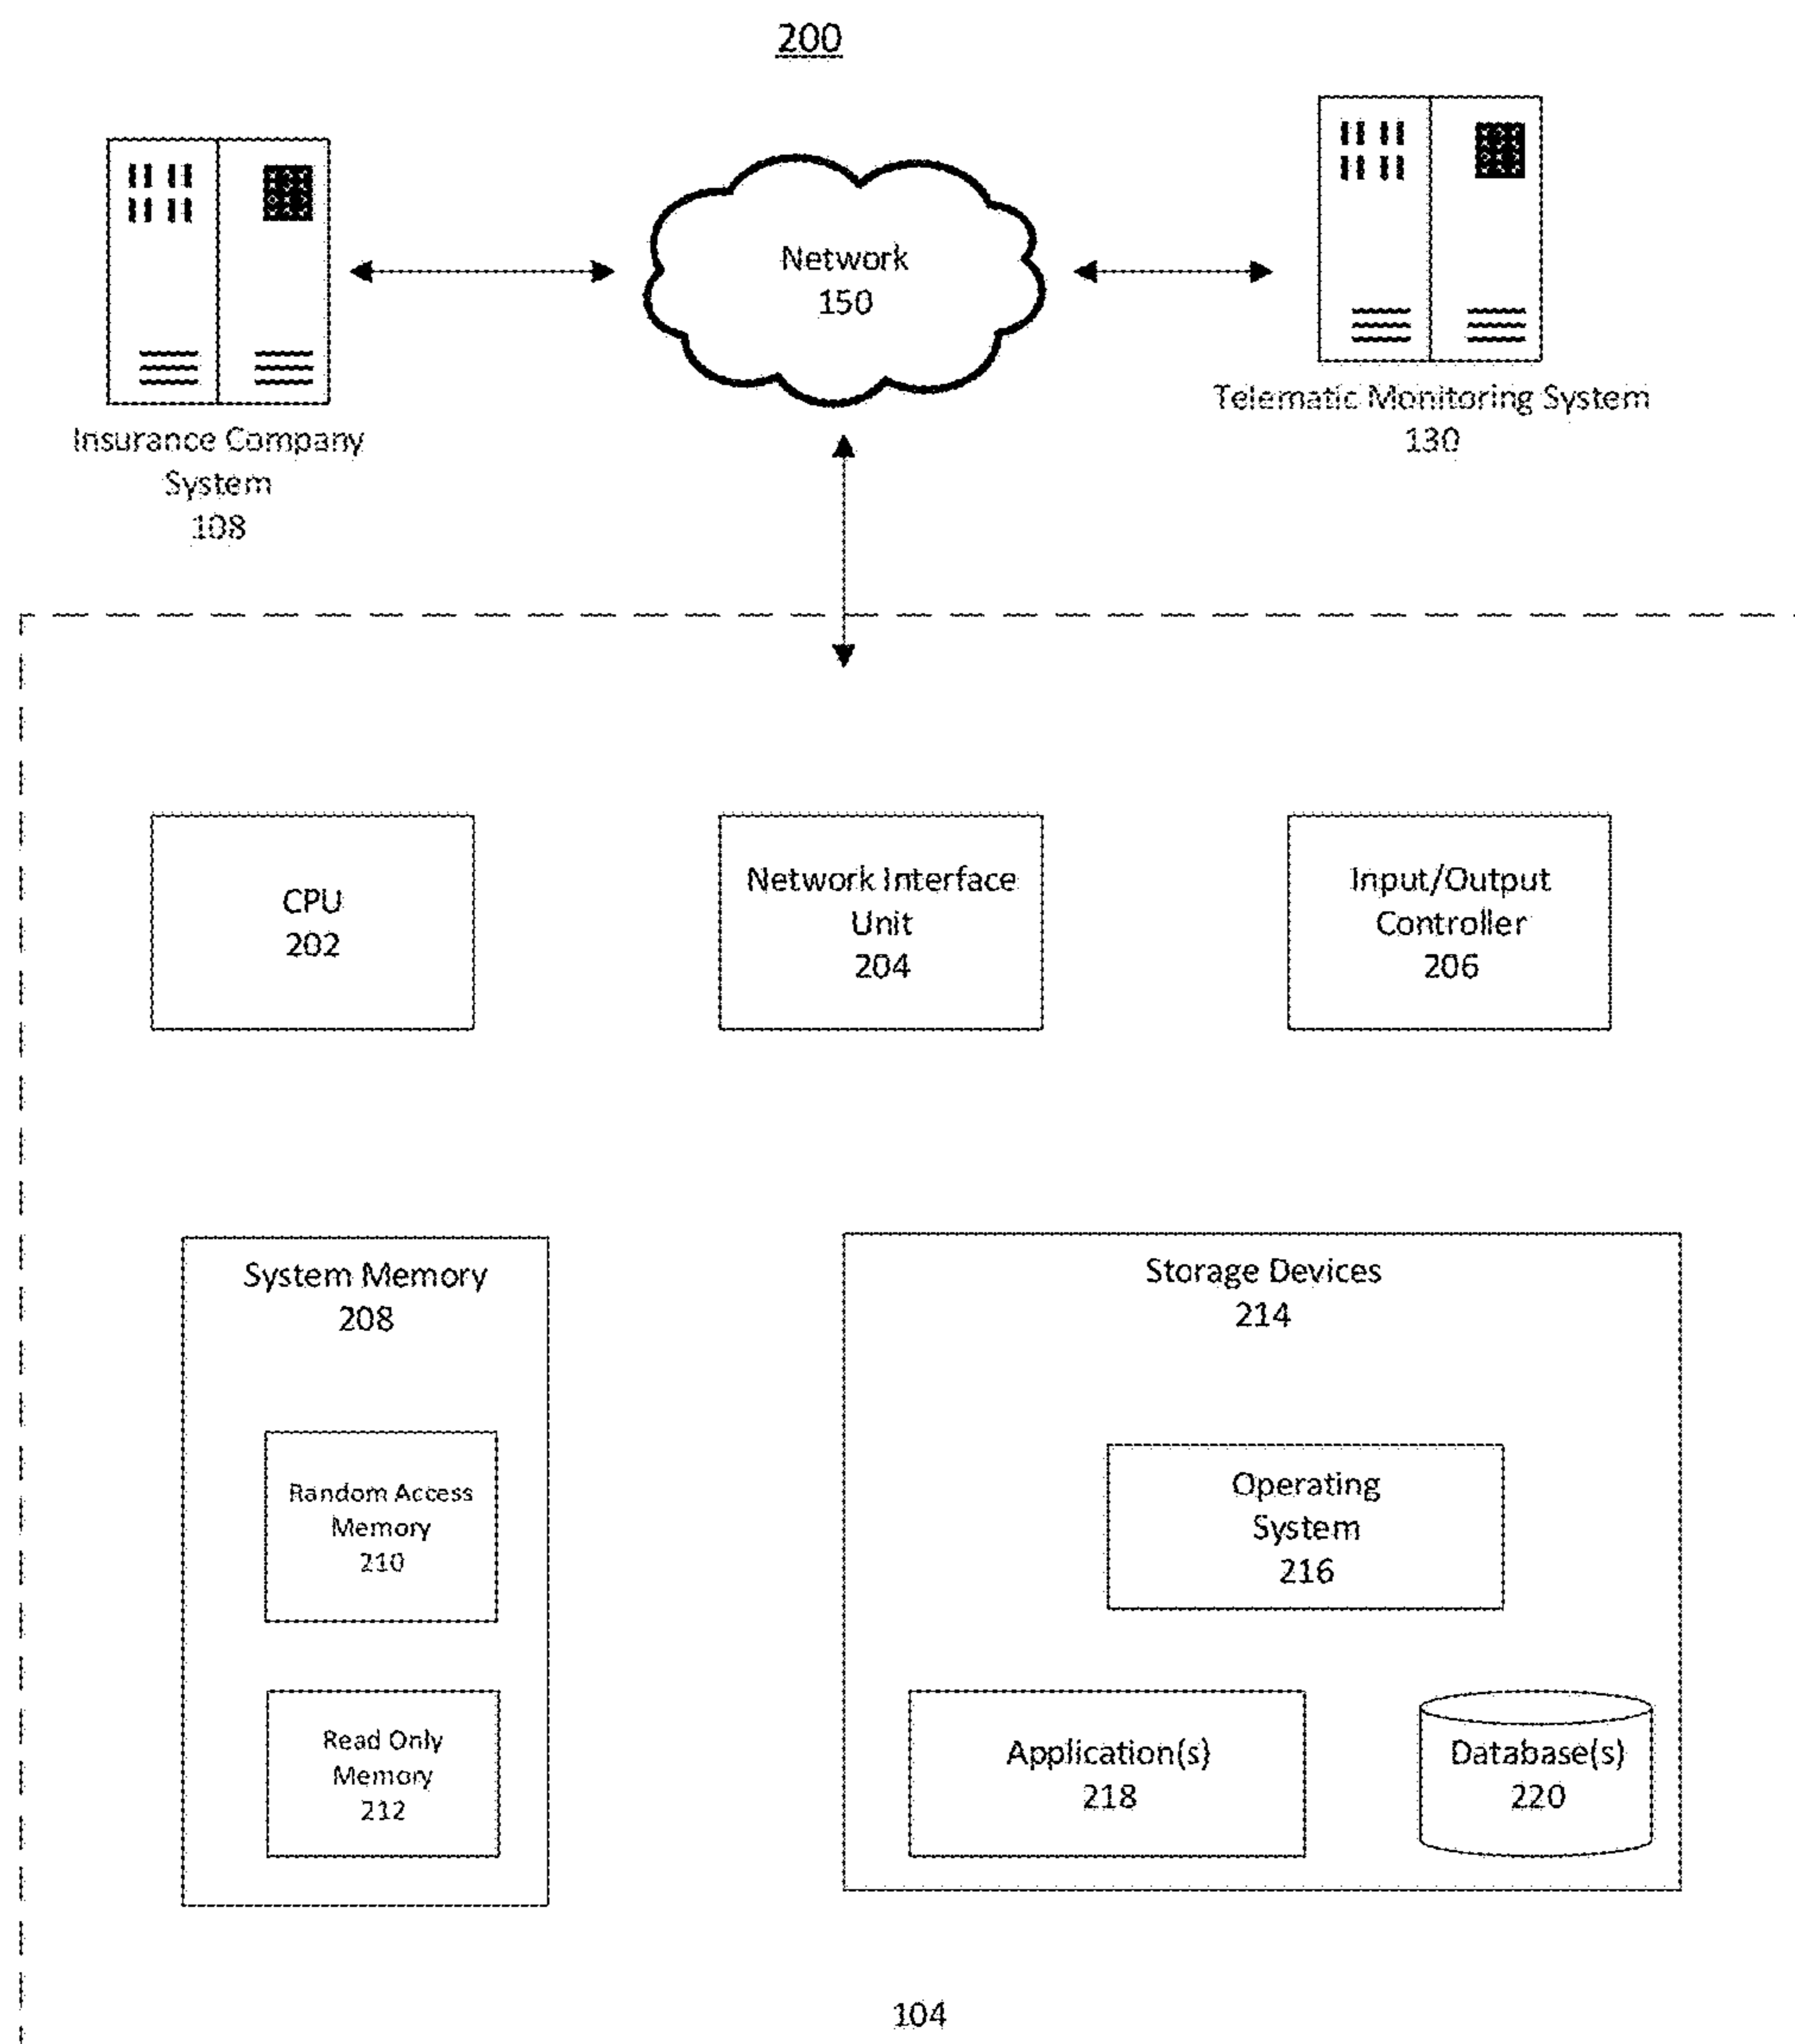 200
Network
150
Insurance Company
System
108
Telematic Monitoring System
130
CPU
202
Network Interface
Unit
204
Input/Output
Controller
206
System Memory
208
Random Access
Memory
210
Read Only
Memory
212
Storage Devices
214
Operating
System
216
Application(s)
218
Database(s)
220
104